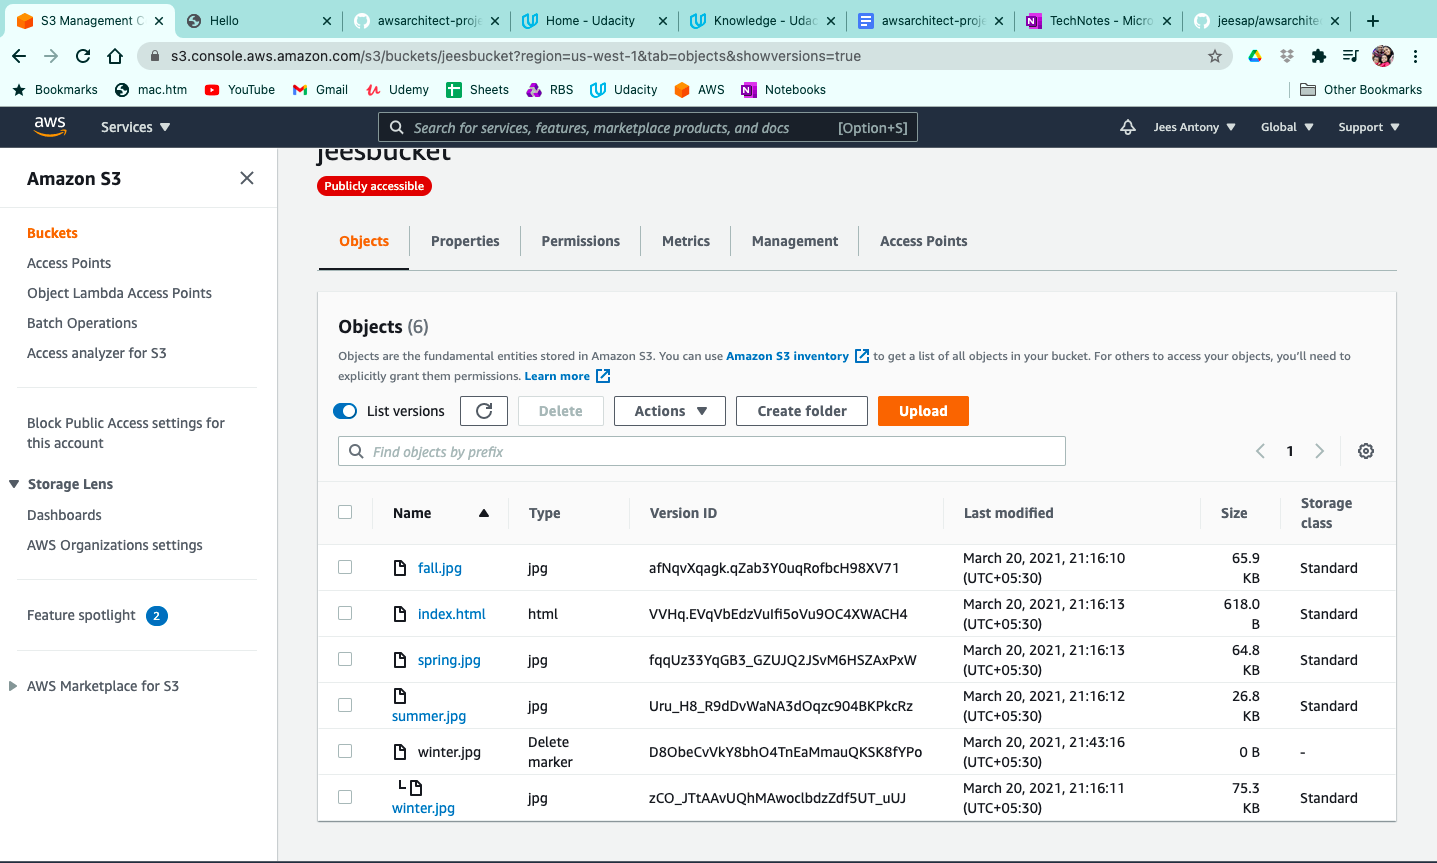 S3 Management C
Hello
awsarchitect-proje
Home - Udacity
Knowledge - Udac
awsarchitect-proje
TechNotes - Micro
jeesap/awsarchite
s3.console.aws.amazon.com/s3/buckets/jeesbucket?region=us-west-1&tab=objects&showversions=true
Bookmarks
mac.htm
YouTube
Gmail
Udemy
Sheets
RBS
Udacity
AWS
Notebooks
Other Bookmarks
aws
Services
Search for services, features, marketplace products, and docs
[Option+S]
Jees Antony
Global
Support
Amazon S3
Buckets
Access Points
Object Lambda Access Points
Batch Operations
Access analyzer for S3
Block Public Access settings for
this account
Storage Lens
Dashboards
AWS Organizations settings
Feature spotlight 2
AWS Marketplace for S3
jeesbucket
Publicly accessible
Objects
Properties
Permissions
Metrics
Management
Access Points
Objects (6)
Objects are the fundamental entities stored in Amazon S3. You can use Amazon S3 inventory to get a list of all objects in your bucket. For others to access your objects, you'll need to
explicitly grant them permissions. Learn more
List versions
Delete
Actions
Create folder
Upload
Find objects by prefix
1
Name
Type
Version ID
Last modified
Size
Storage
class
fall.jpg
jpg
afNqvXqagk.qZab3Y0uqRofbcH98XV71
March 20, 2021, 21:16:10
(UTC+05:30)
65.9
KB
Standard
index.html
html
VVHq.EVqVbEdzVuIfi5oVu9OC4XWACH4
March 20, 2021, 21:16:13
(UTC+05:30)
618.0
B
Standard
spring.jpg
jpg
fqqUz33YqGB3_GZUJQ2JSvM6HSZAxPxW
March 20, 2021, 21:16:13
(UTC+05:30)
64.8
KB
Standard
summer.jpg
jpg
Uru_H8_R9dDvWaNA3dOqzc904BKPkcRz
March 20, 2021, 21:16:12
(UTC+05:30)
26.8
KB
Standard
winter.jpg
Delete
marker
D8ObeCvVkY8bhO4TnEaMmauQKSK8fYPo
March 20, 2021, 21:43:16
(UTC+05:30)
0 B
-
winter.jpg
jpg
zCO_JTtAAvUQhMAwoclbdzZdf5UT_uUJ
March 20, 2021, 21:16:11
(UTC+05:30)
75.3
KB
Standard